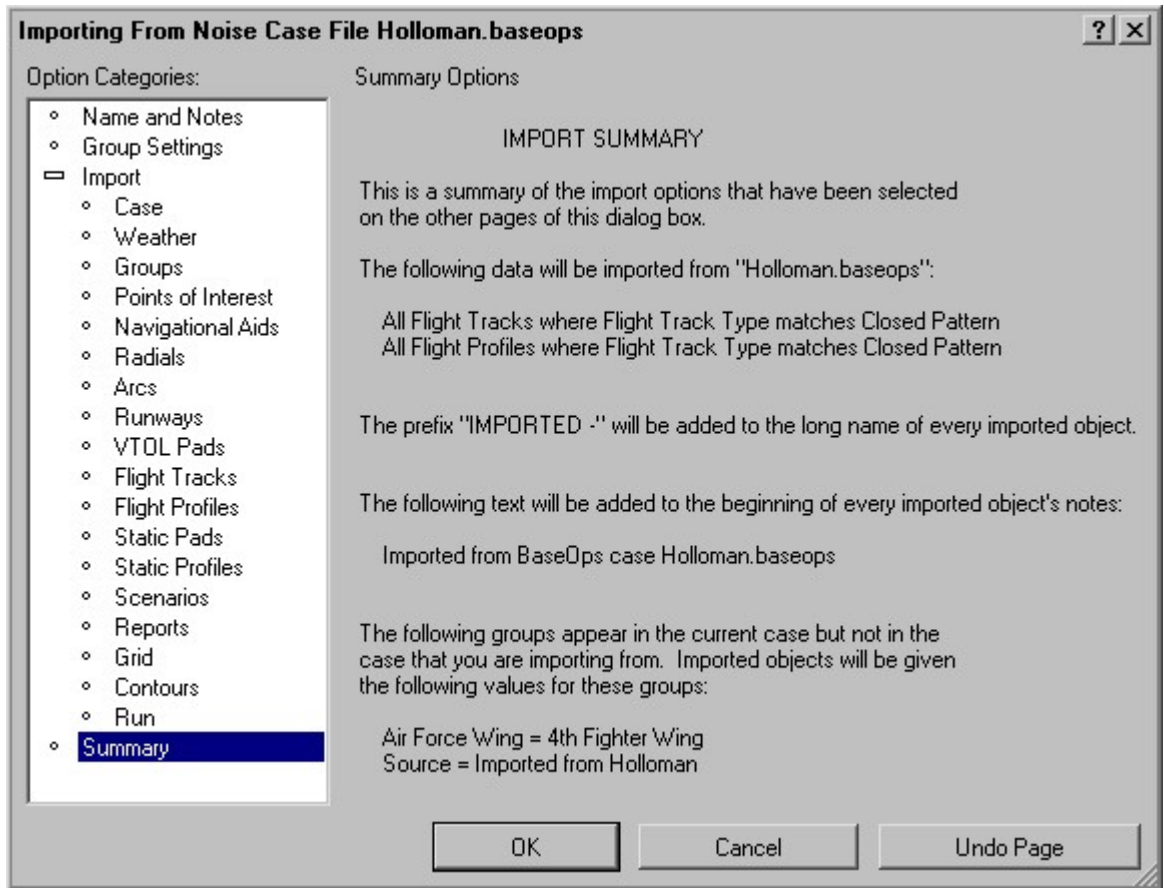 Importing From Noise Case File Holloman.baseops
Option Categories:
Name and Notes
Group Settings
Import
Case
Weather
Groups
Points of Interest
Navigational Aids
Radials
Arcs
Runways
VTOL Pads
Flight Tracks
Flight Profiles
Static Pads
Static Profiles
Scenarios
Reports
Grid
Contours
Run
Summary
Summary Options
IMPORT SUMMARY
This is a summary of the import options that have been selected
on the other pages of this dialog box.
The following data will be imported from "Holloman.baseops":
All Flight Tracks where Flight Track Type matches Closed Pattern
All Flight Profiles where Flight Track Type matches Closed Pattern
The prefix "IMPORTED -" will be added to the long name of every imported object.
The following text will be added to the beginning of every imported object's notes:
Imported from BaseOps case Holloman.baseops
The following groups appear in the current case but not in the
case that you are importing from.  Imported objects will be given
the following values for these groups:
Air Force Wing = 4th Fighter Wing
Source = Imported from Holloman
OK
Cancel
Undo Page